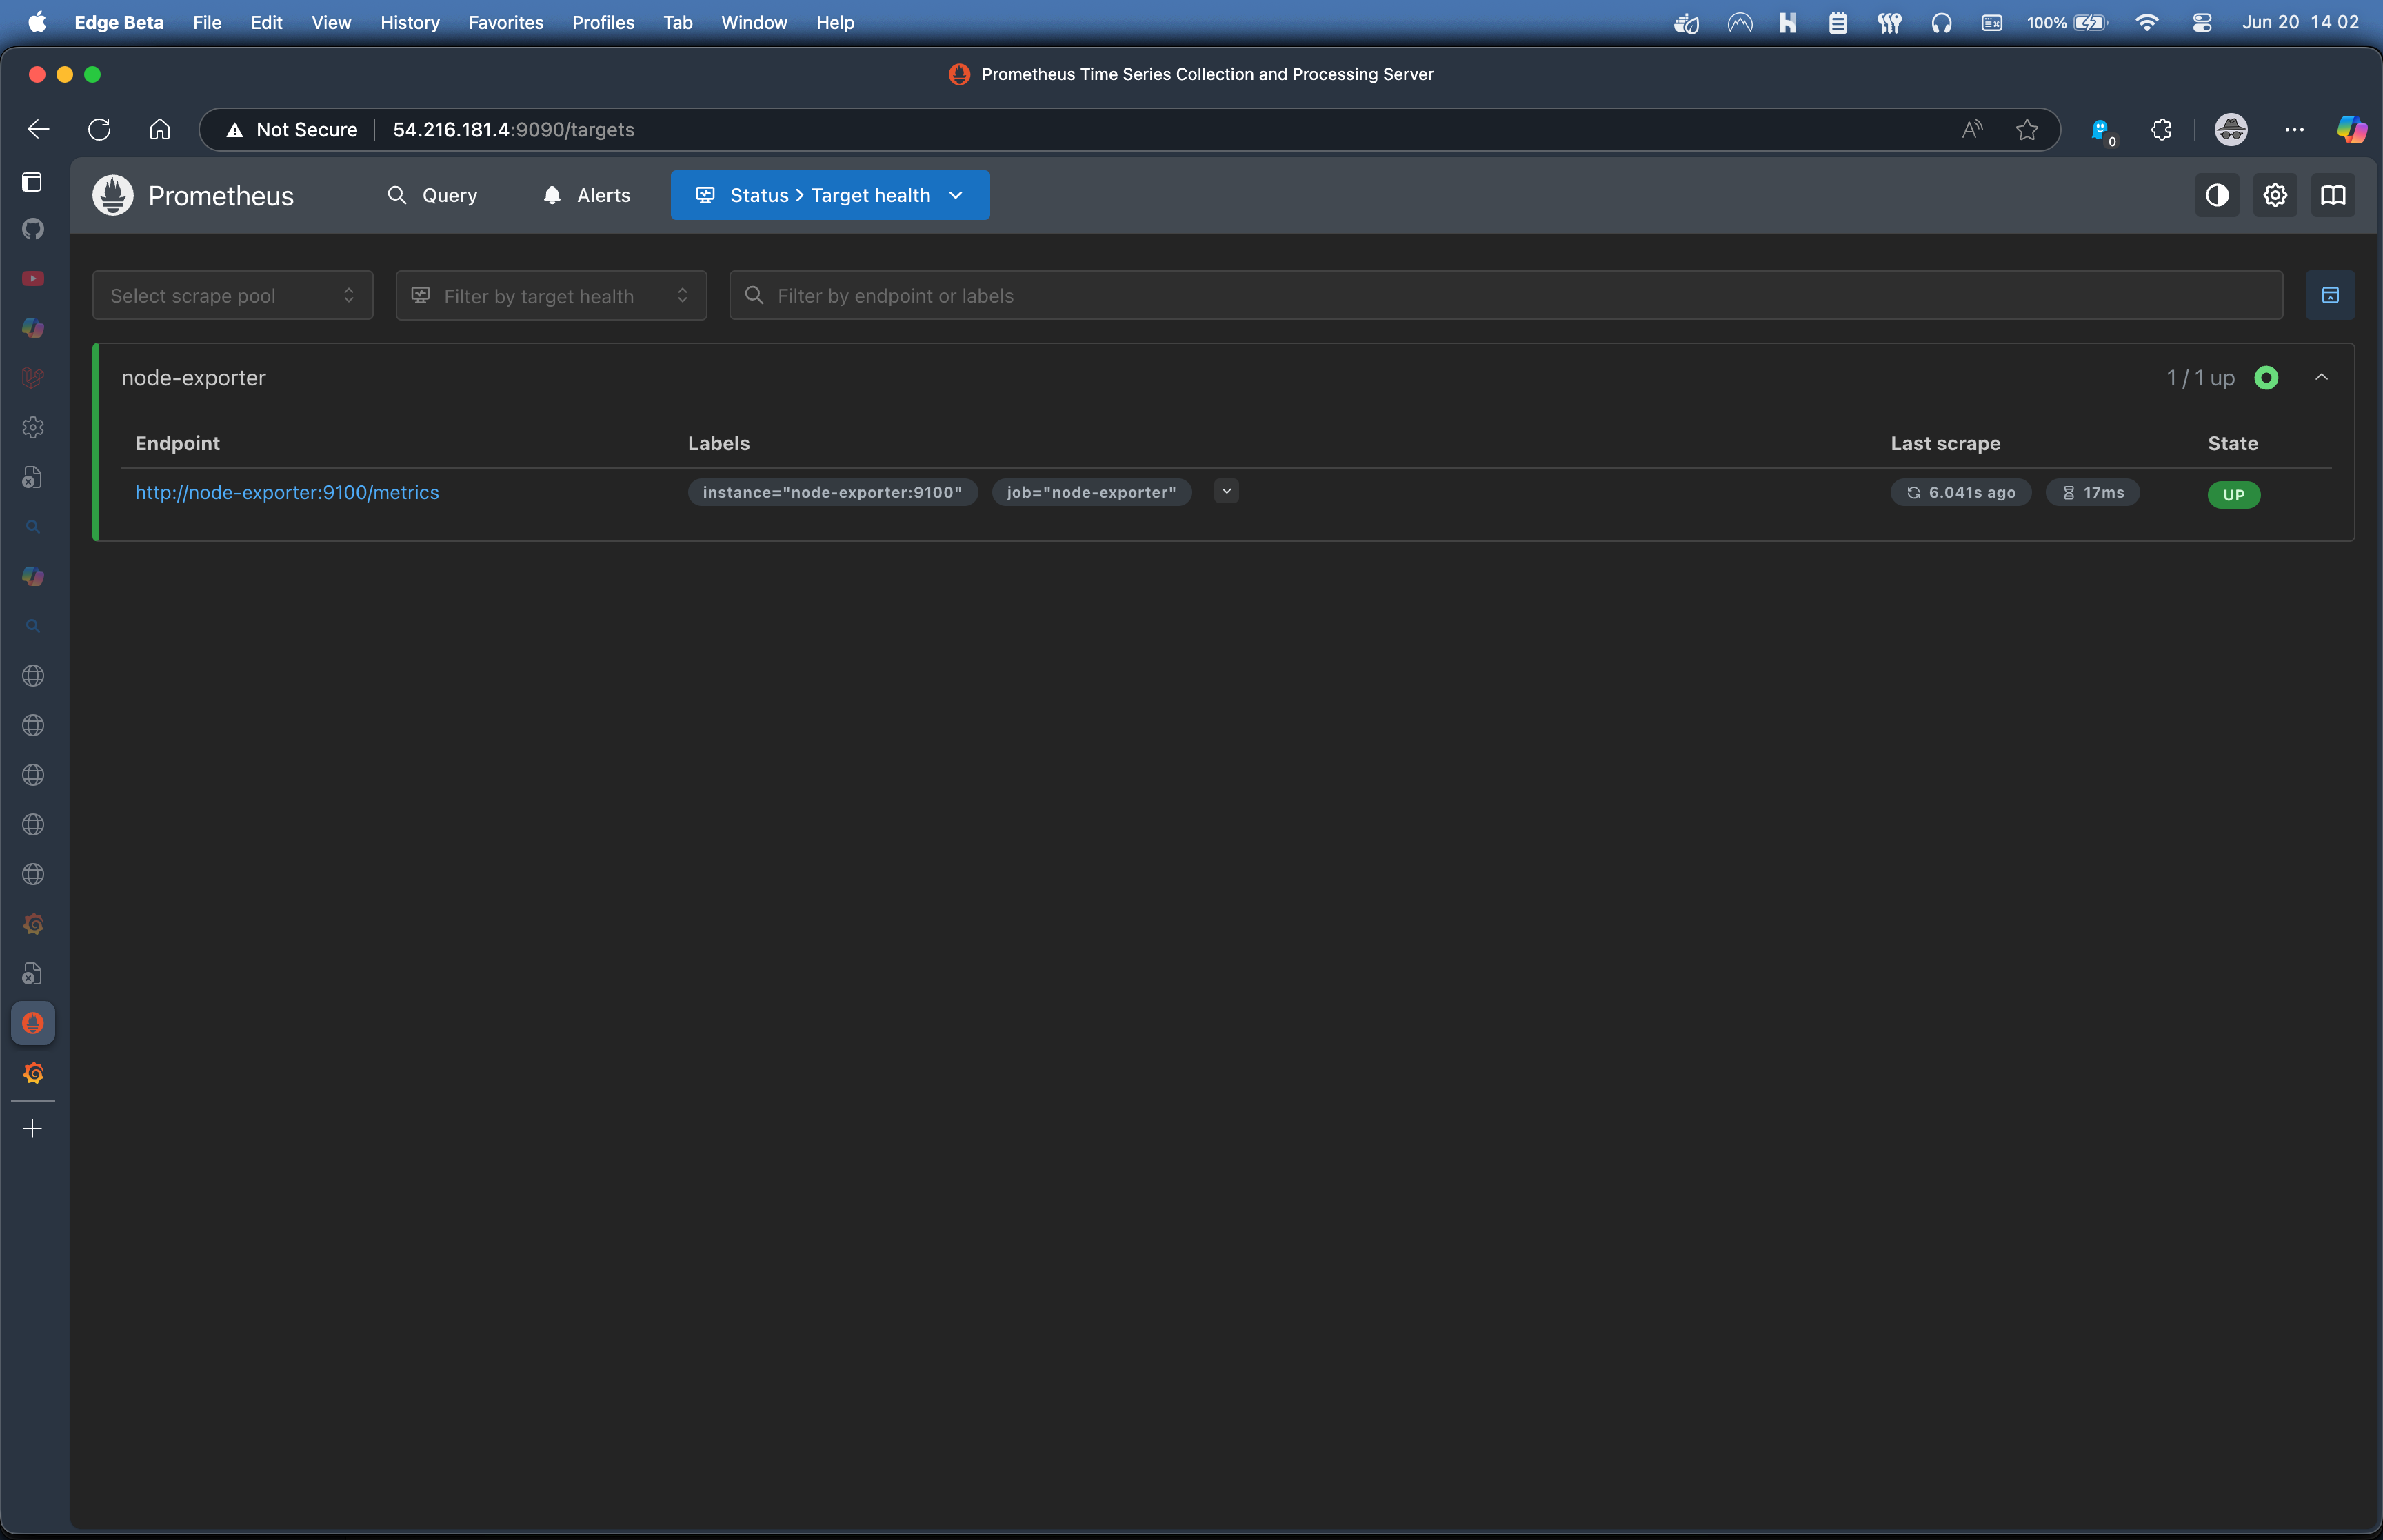 Edge Beta File Edit View History Favorites Profiles Tab Window Help 100% Jun 20 14 02
Prometheus Time Series Collection and Processing Server
Not Secure 54.216.181.4:9090/targets 0
Prometheus Query Alerts Status > Target health
Select scrape pool Filter by target health Filter by endpoint or labels
node-exporter 1 / 1 up
Endpoint Labels Last scrape State
http://node-exporter:9100/metrics instance="node-exporter:9100" job="node-exporter" 6.041s ago 17ms UP